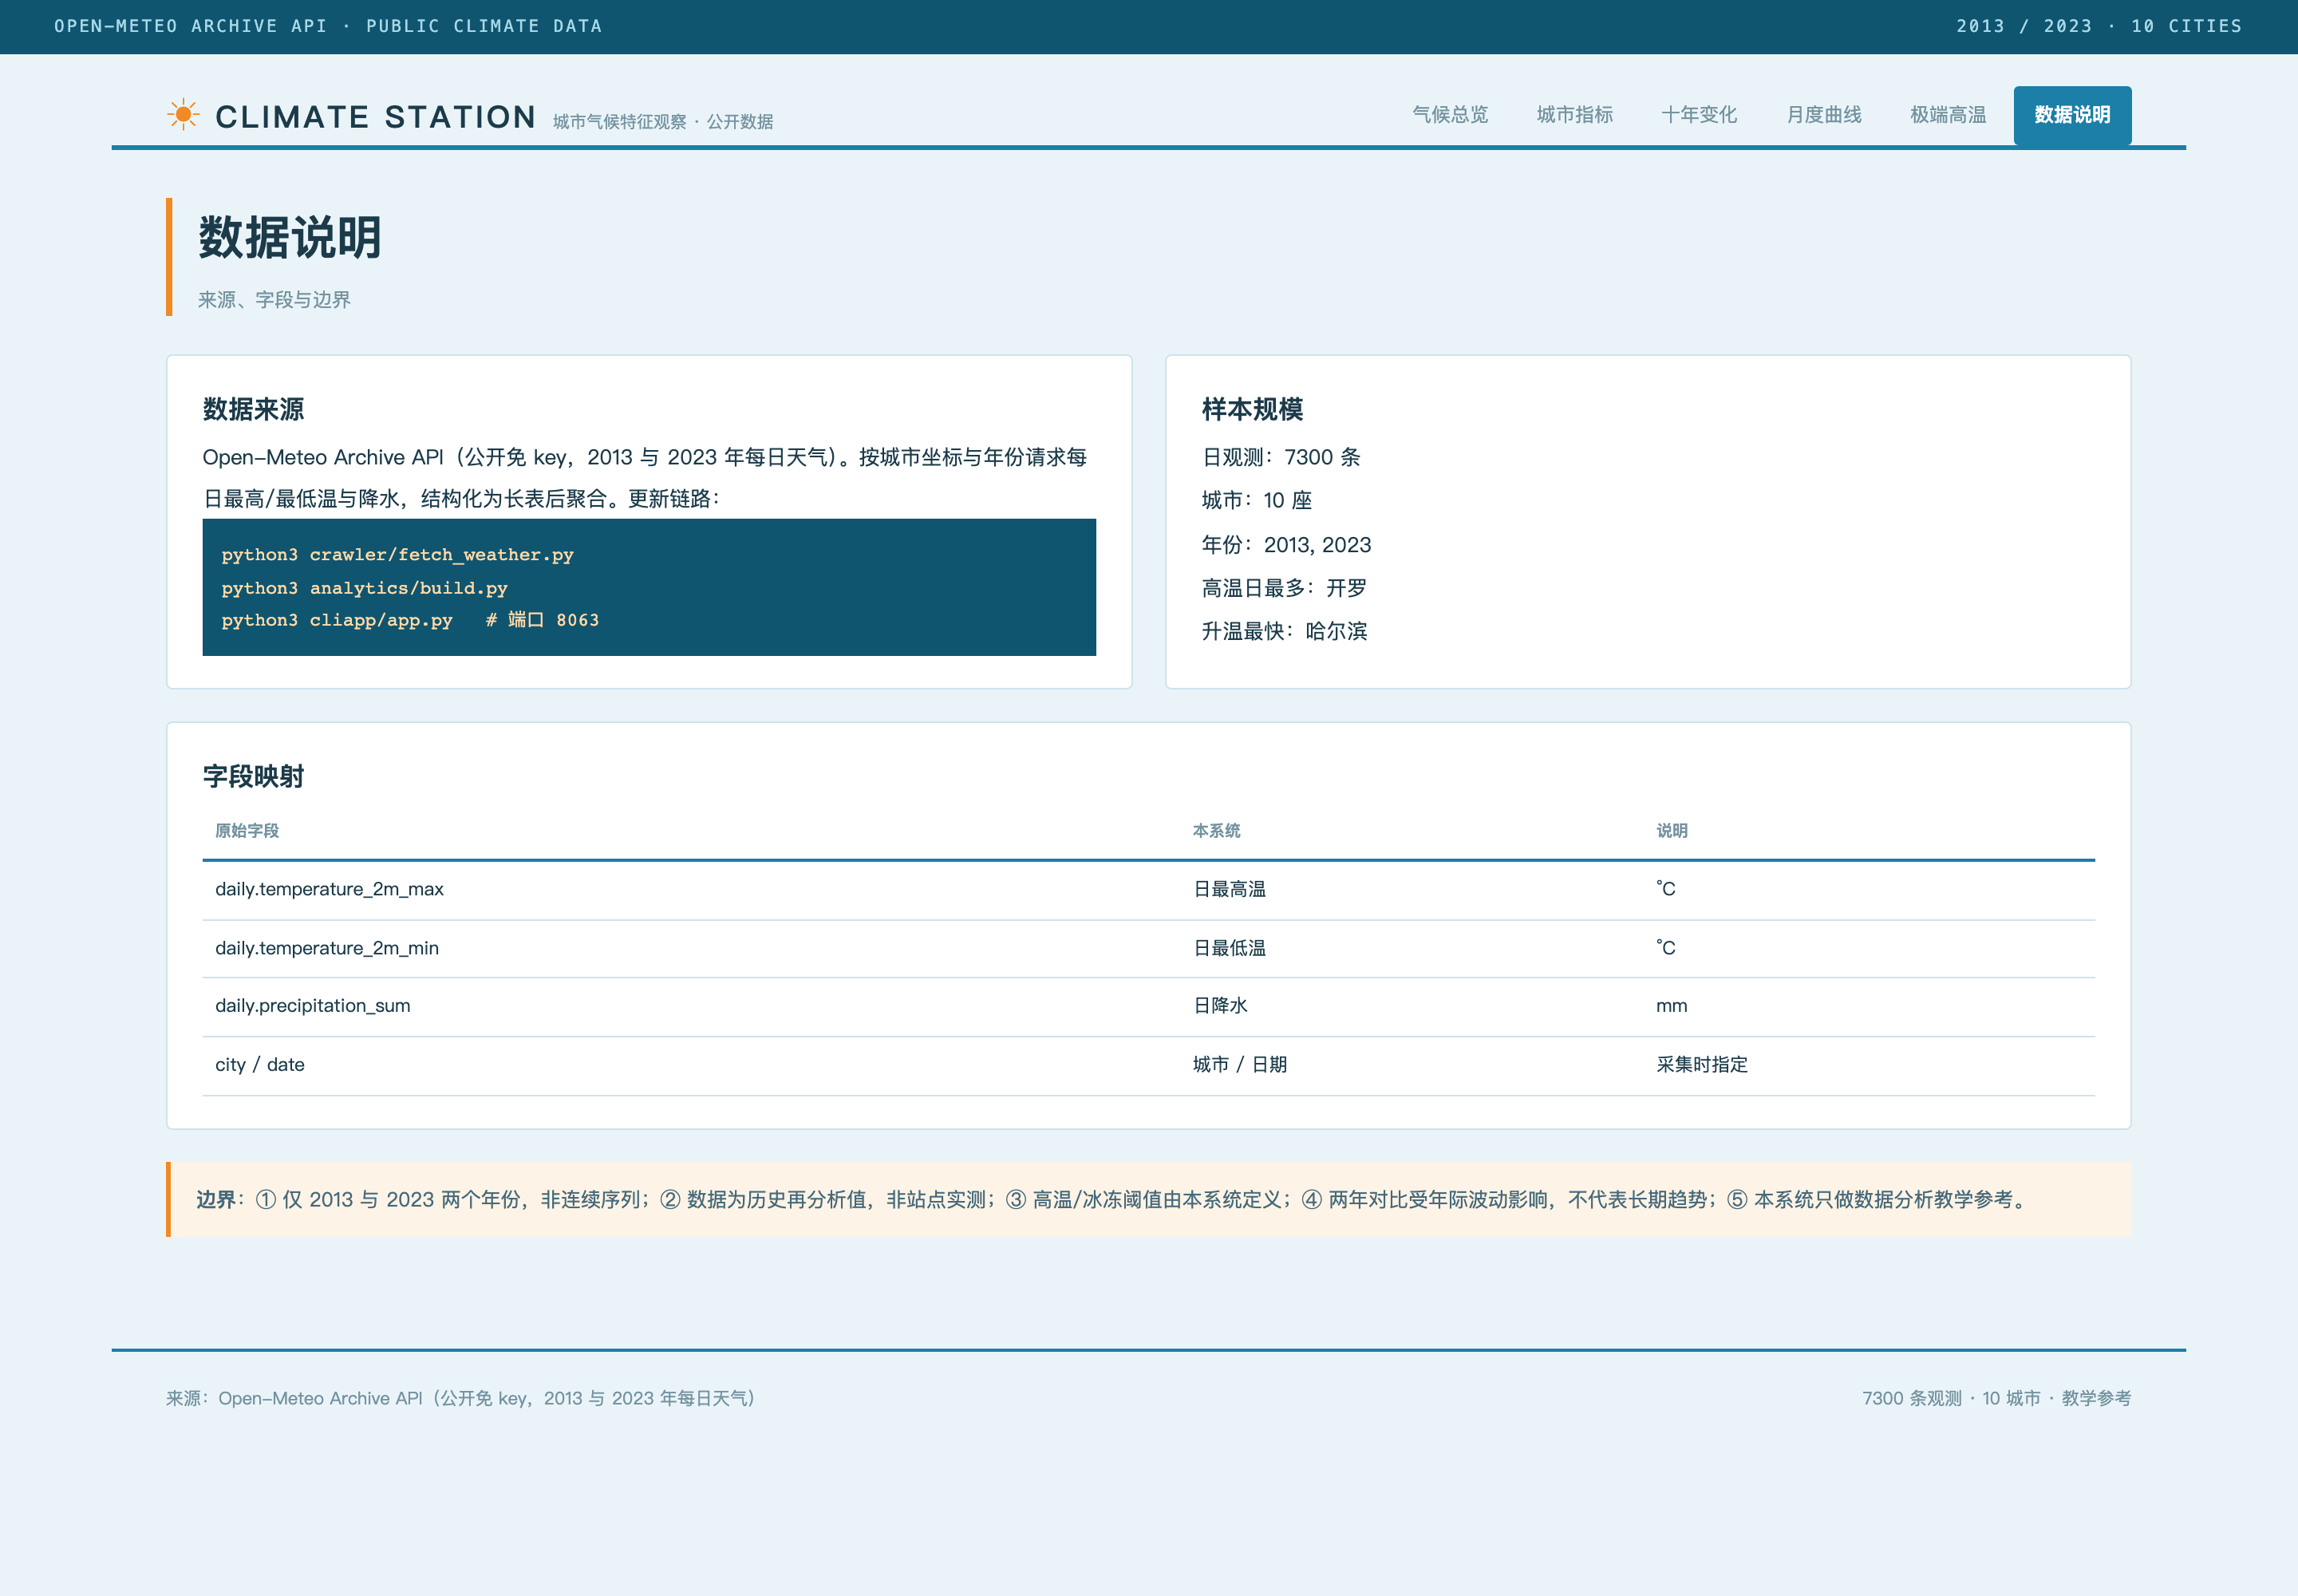 OPEN-METEO ARCHIVE API · PUBLIC CLIMATE DATA
2013 / 2023 · 10 CITIES
CLIMATE STATION 城市气候特征观察 · 公开数据
气候总览 城市指标 十年变化 月度曲线 极端高温 数据说明
数据说明
来源、字段与边界
数据来源
Open-Meteo Archive API（公开免 key，2013 与 2023 年每日天气）。按城市坐标与年份请求每
日最高/最低温与降水，结构化为长表后聚合。更新链路：
python3 crawler/fetch_weather.py
python3 analytics/build.py
python3 cliapp/app.py   # 端口 8063
样本规模
日观测：7300 条
城市：10 座
年份：2013, 2023
高温日最多：开罗
升温最快：哈尔滨
字段映射
原始字段 本系统 说明
daily.temperature_2m_max 日最高温 °C
daily.temperature_2m_min 日最低温 °C
daily.precipitation_sum 日降水 mm
city / date 城市 / 日期 采集时指定
边界：① 仅 2013 与 2023 两个年份，非连续序列；② 数据为历史再分析值，非站点实测；③ 高温/冰冻阈值由本系统定义；④ 两年对比受年际波动影响，不代表长期趋势；⑤ 本系统只做数据分析教学参考。
来源：Open-Meteo Archive API（公开免 key，2013 与 2023 年每日天气）
7300 条观测 · 10 城市 · 教学参考